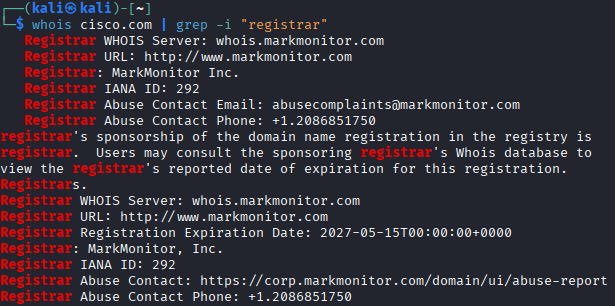 ┌──(kali㉿kali)-[~]
└─$ whois cisco.com | grep -i "registrar"
   Registrar WHOIS Server: whois.markmonitor.com
   Registrar URL: http://www.markmonitor.com
   Registrar: MarkMonitor Inc.
   Registrar IANA ID: 292
   Registrar Abuse Contact Email: abusecomplaints@markmonitor.com
   Registrar Abuse Contact Phone: +1.2086851750
registrar's sponsorship of the domain name registration in the registry is
registrar.  Users may consult the sponsoring registrar's Whois database to
view the registrar's reported date of expiration for this registration.
Registrars.
Registrar WHOIS Server: whois.markmonitor.com
Registrar URL: http://www.markmonitor.com
Registrar Registration Expiration Date: 2027-05-15T00:00:00+0000
Registrar: MarkMonitor, Inc.
Registrar IANA ID: 292
Registrar Abuse Contact: https://corp.markmonitor.com/domain/ui/abuse-report
Registrar Abuse Contact Phone: +1.2086851750